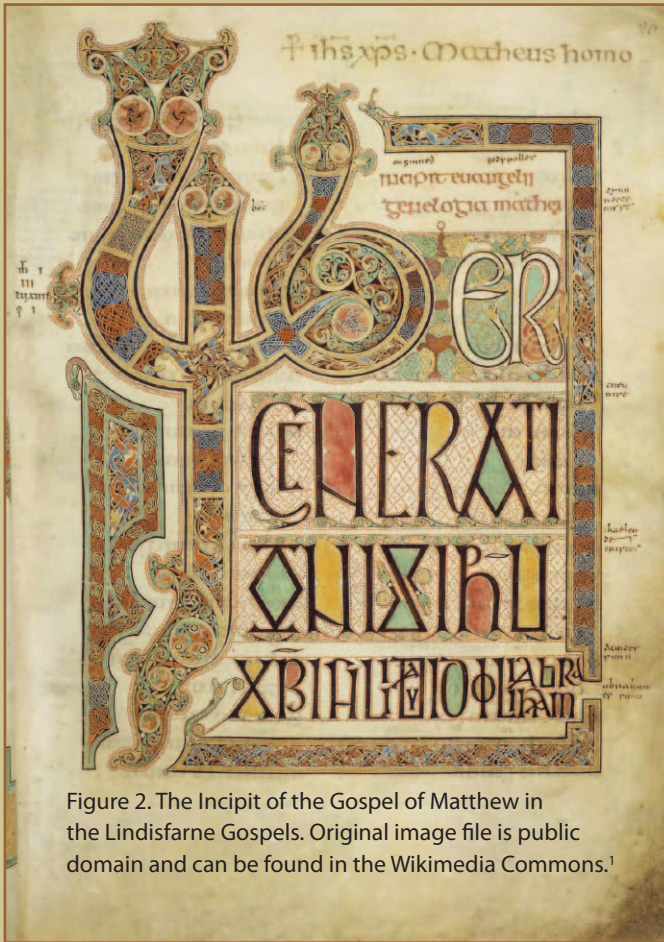 + ihs xps · Matheus homo
incipit euangelii
genelogia mathei
LIBER
GENERATI
ONIS IHU
XPI FILII DAVID FILII ABRAHAM
Figure 2. The Incipit of the Gospel of Matthew in
the Lindisfarne Gospels. Original image file is public
domain and can be found in the Wikimedia Commons.¹